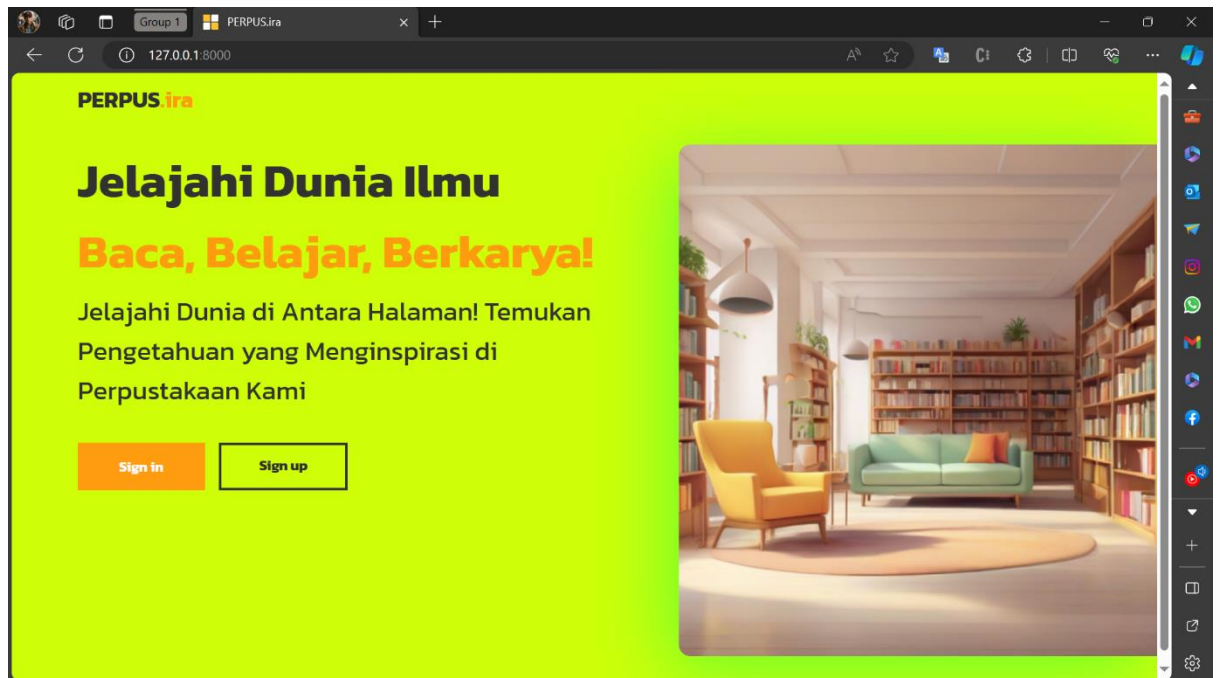 Group 1
PERPUS.ira
127.0.0.1:8000
PERPUS.ira
Jelajahi Dunia Ilmu
Baca, Belajar, Berkarya!
Jelajahi Dunia di Antara Halaman! Temukan
Pengetahuan yang Menginspirasi di
Perpustakaan Kami
Sign in
Sign up